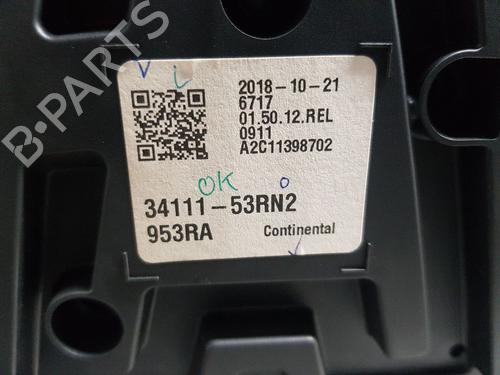 B-PARTS
V i
2018-10-21
6717
01.50.12.REL
0911
A2C11398702
OK o
34111-53RN2
953RA Continental